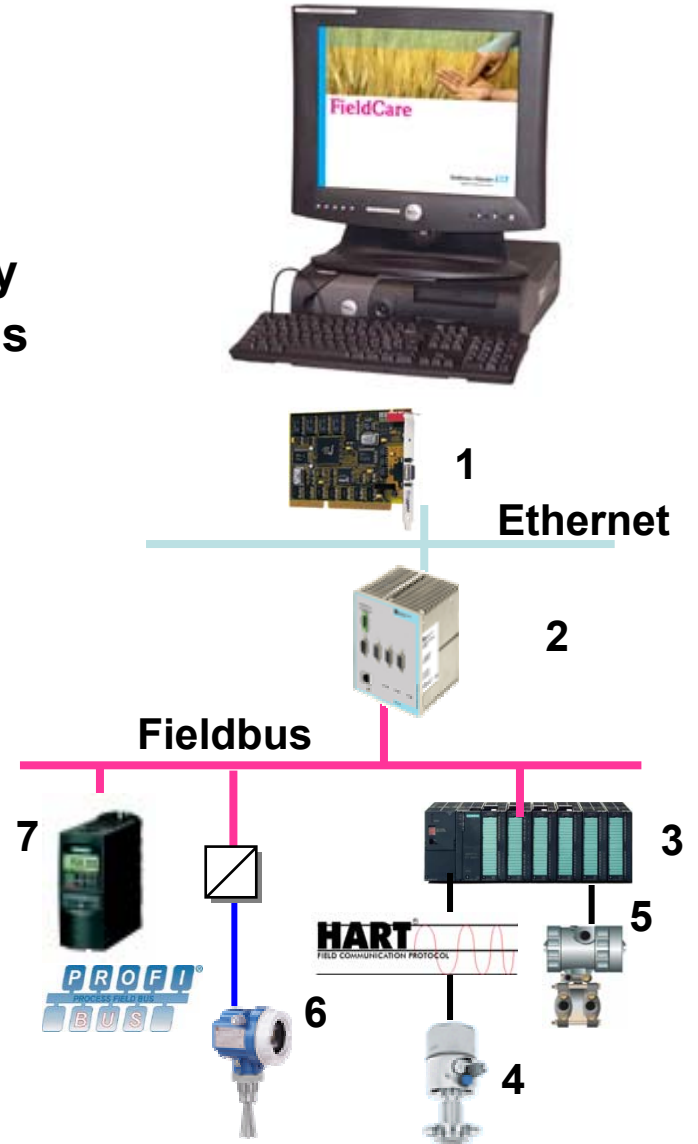 FieldCare
y
s
1
Ethernet
2
Fieldbus
7
3
HART®
FIELD COMMUNICATION PROTOCOL
5
PROFI®
PROCESS FIELD BUS
BUS
6
4